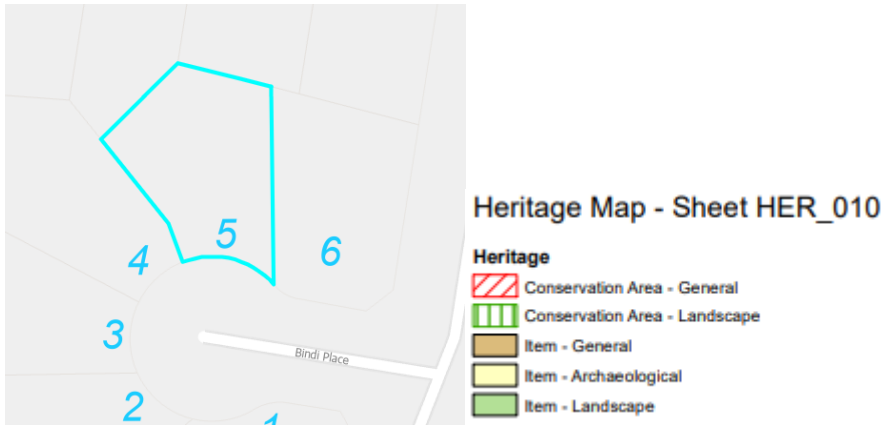 5
6
4
3
Bindi Place
2
1
Heritage Map - Sheet HER_010
Heritage
Conservation Area - General
Conservation Area - Landscape
Item - General
Item - Archaeological
Item - Landscape